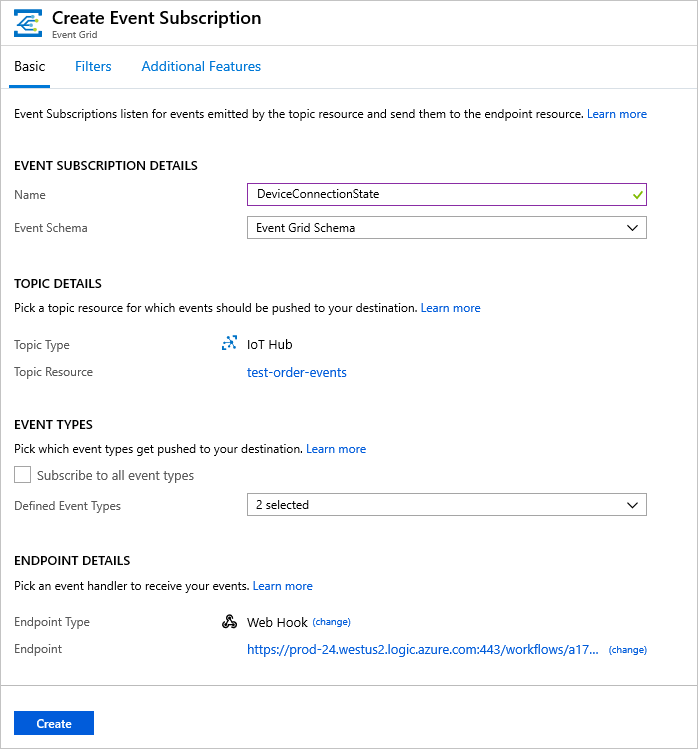 Create Event Subscription
Event Grid
Basic Filters Additional Features
Event Subscriptions listen for events emitted by the topic resource and send them to the endpoint resource. Learn more
EVENT SUBSCRIPTION DETAILS
Name DeviceConnectionState
Event Schema Event Grid Schema
TOPIC DETAILS
Pick a topic resource for which events should be pushed to your destination. Learn more
Topic Type IoT Hub
Topic Resource test-order-events
EVENT TYPES
Pick which event types get pushed to your destination. Learn more
Subscribe to all event types
Defined Event Types 2 selected
ENDPOINT DETAILS
Pick an event handler to receive your events. Learn more
Endpoint Type Web Hook (change)
Endpoint https://prod-24.westus2.logic.azure.com:443/workflows/a17... (change)
Create